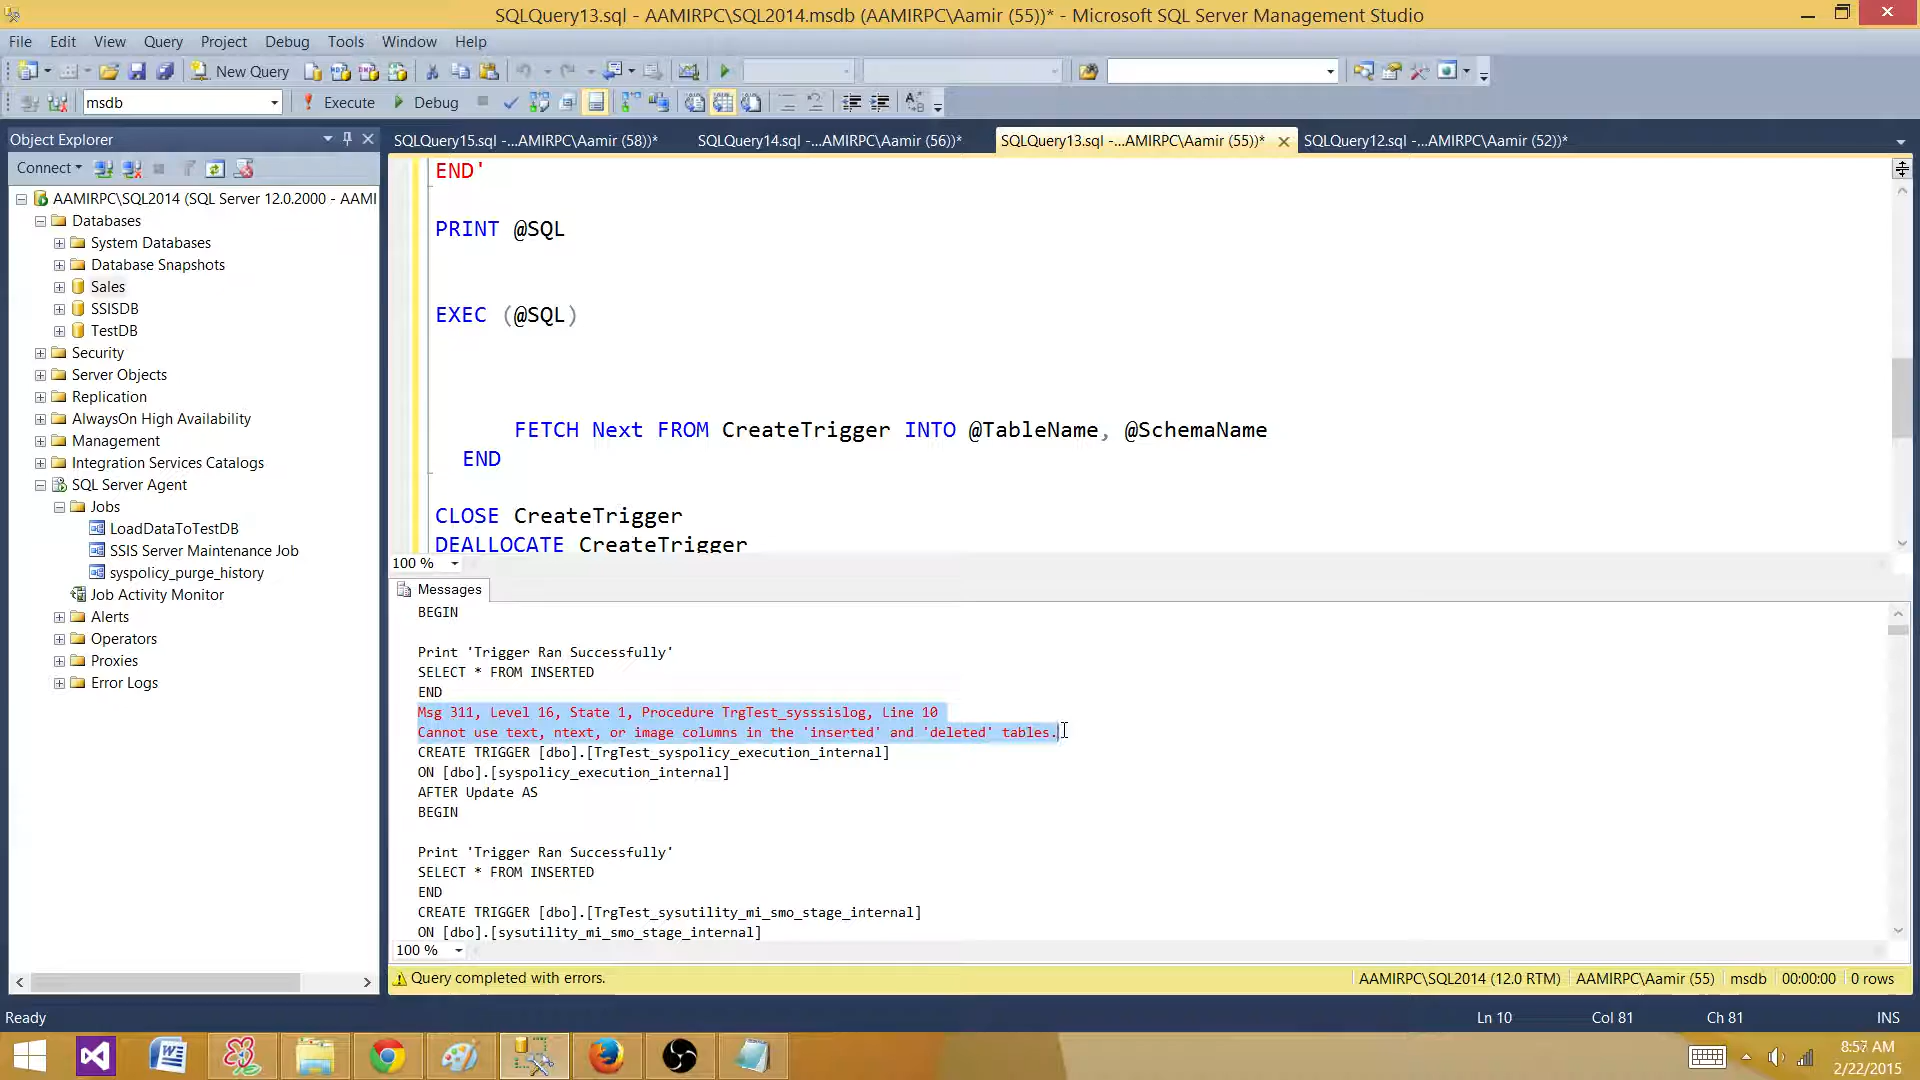 SQLQuery13.sql - AAMIRPC\SQL2014.msdb (AAMIRPC\Aamir (55))* - Microsoft SQL Server Management Studio
File Edit View Query Project Debug Tools Window Help
New Query
msdb Execute Debug
Object Explorer
Connect
AAMIRPC\SQL2014 (SQL Server 12.0.2000 - AAMI
Databases
System Databases
Database Snapshots
Sales
SSISDB
TestDB
Security
Server Objects
Replication
AlwaysOn High Availability
Management
Integration Services Catalogs
SQL Server Agent
Jobs
LoadDataToTestDB
SSIS Server Maintenance Job
syspolicy_purge_history
Job Activity Monitor
Alerts
Operators
Proxies
Error Logs
SQLQuery15.sql -...AMIRPC\Aamir (58))* SQLQuery14.sql -...AMIRPC\Aamir (56))* SQLQuery13.sql -...AMIRPC\Aamir (55))* SQLQuery12.sql -...AMIRPC\Aamir (52))*
END'
PRINT @SQL
EXEC (@SQL)
FETCH Next FROM CreateTrigger INTO @TableName, @SchemaName
END
CLOSE CreateTrigger
DEALLOCATE CreateTrigger
100 %
Messages
BEGIN
Print 'Trigger Ran Successfully'
SELECT * FROM INSERTED
END
Msg 311, Level 16, State 1, Procedure TrgTest_sysssislog, Line 10
Cannot use text, ntext, or image columns in the 'inserted' and 'deleted' tables.
CREATE TRIGGER [dbo].[TrgTest_syspolicy_execution_internal]
ON [dbo].[syspolicy_execution_internal]
AFTER Update AS
BEGIN
Print 'Trigger Ran Successfully'
SELECT * FROM INSERTED
END
CREATE TRIGGER [dbo].[TrgTest_sysutility_mi_smo_stage_internal]
ON [dbo].[sysutility_mi_smo_stage_internal]
100 %
Query completed with errors. AAMIRPC\SQL2014 (12.0 RTM) AAMIRPC\Aamir (55) msdb 00:00:00 0 rows
Ready Ln 10 Col 81 Ch 81 INS
8:57 AM
2/22/2015